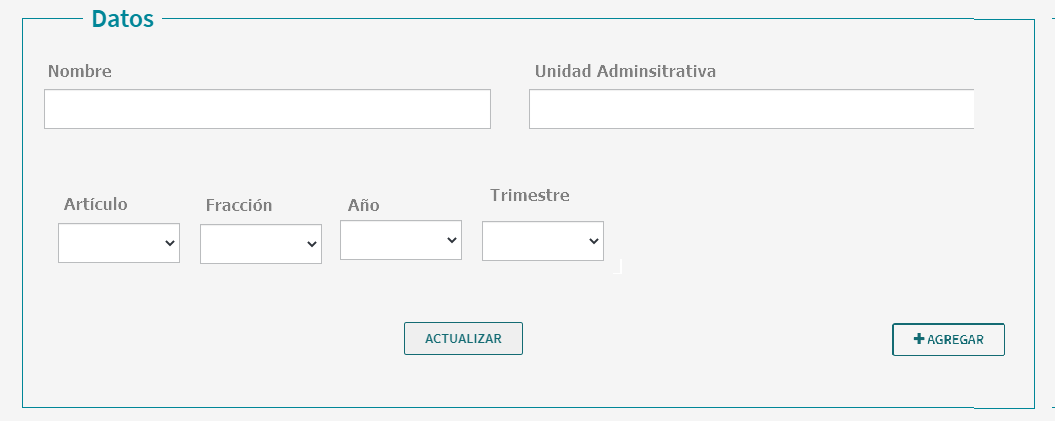 Datos
Nombre
Unidad Adminsitrativa
Artículo
Fracción
Año
Trimestre
ACTUALIZAR
+ AGREGAR